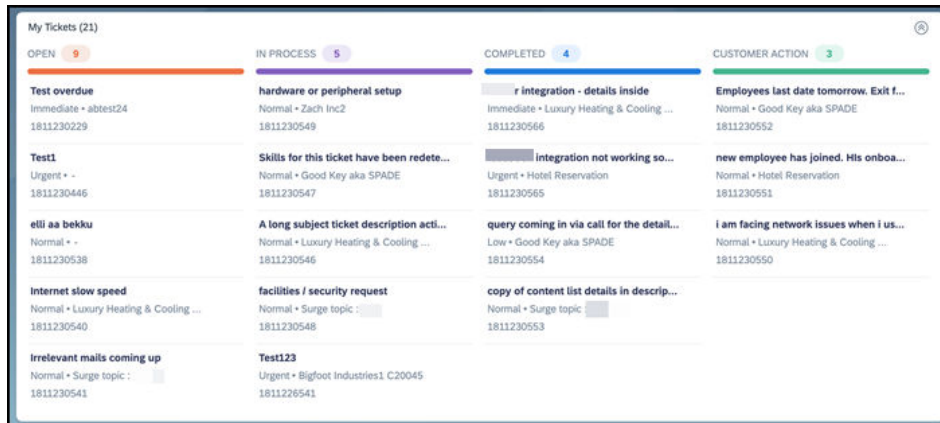 My Tickets (21)
OPEN 9
Test overdue
Immediate • abtest24
1811230229
Test1
Urgent • -
1811230446
elli aa bekku
Normal • -
1811230538
Internet slow speed
Normal • Luxury Heating & Cooling ...
1811230540
Irrelevant mails coming up
Normal • Surge topic :
1811230541
IN PROCESS 5
hardware or peripheral setup
Normal • Zach Inc2
1811230549
Skills for this ticket have been redete...
Normal • Good Key aka SPADE
1811230547
A long subject ticket description acti...
Normal • Luxury Heating & Cooling ...
1811230546
facilities / security request
Normal • Surge topic :
1811230548
Test123
Urgent • Bigfoot Industries1 C20045
1811226541
COMPLETED 4
r integration - details inside
Immediate • Luxury Heating & Cooling ...
1811230566
integration not working so...
Urgent • Hotel Reservation
1811230565
query coming in via call for the detail...
Low • Good Key aka SPADE
1811230554
copy of content list details in descrip...
Normal • Surge topic
1811230553
CUSTOMER ACTION 3
Employees last date tomorrow. Exit f...
Normal • Good Key aka SPADE
1811230552
new employee has joined. HIs onboa...
Normal • Hotel Reservation
1811230551
i am facing network issues when i us...
Normal • Luxury Heating & Cooling ...
1811230550